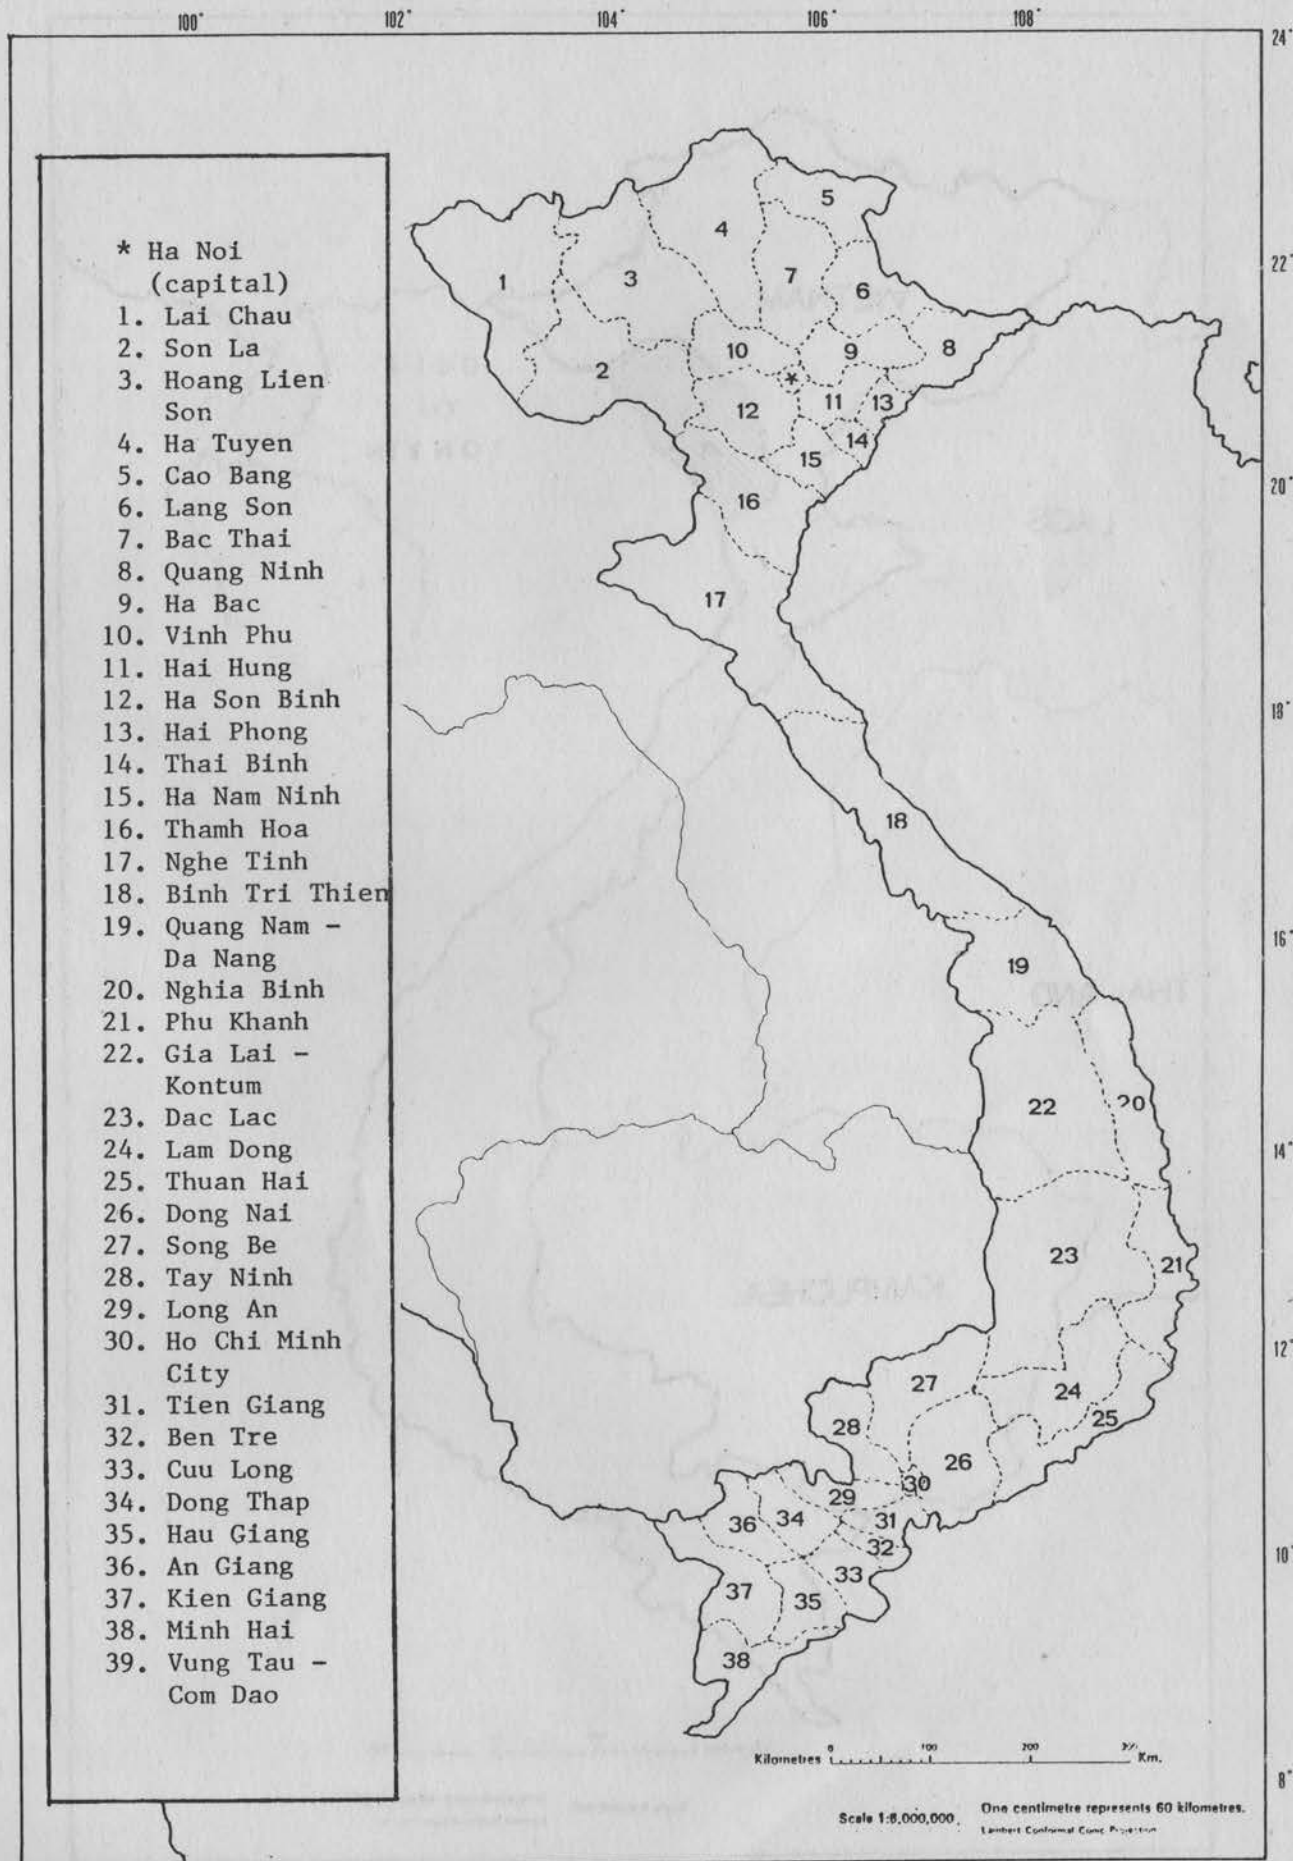 100° 102° 104° 106° 108°
24°
22°
20°
18°
16°
14°
12°
10°
8°
* Ha Noi
(capital)
1. Lai Chau
2. Son La
3. Hoang Lien
Son
4. Ha Tuyen
5. Cao Bang
6. Lang Son
7. Bac Thai
8. Quang Ninh
9. Ha Bac
10. Vinh Phu
11. Hai Hung
12. Ha Son Binh
13. Hai Phong
14. Thai Binh
15. Ha Nam Ninh
16. Thamh Hoa
17. Nghe Tinh
18. Binh Tri Thien
19. Quang Nam -
Da Nang
20. Nghia Binh
21. Phu Khanh
22. Gia Lai -
Kontum
23. Dac Lac
24. Lam Dong
25. Thuan Hai
26. Dong Nai
27. Song Be
28. Tay Ninh
29. Long An
30. Ho Chi Minh
City
31. Tien Giang
32. Ben Tre
33. Cuu Long
34. Dong Thap
35. Hau Giang
36. An Giang
37. Kien Giang
38. Minh Hai
39. Vung Tau -
Com Dao
5
4
1 3 7 6
10 9 8
2 *
12 11 13
14
15
16
17
18
19
22 20
23 21
27 24
28 25
26
30
29
34 31
36 32
33
37 35
38
Kilometres 0 100 200 Km.
Scale 1:6,000,000. One centimetre represents 60 kilometres.
Lambert Conformal Conic Projection